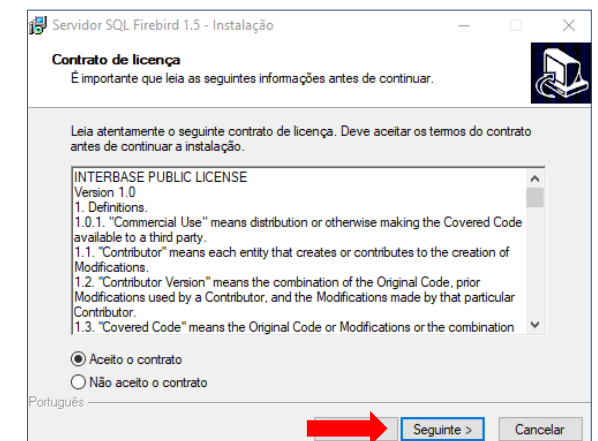 Servidor SQL Firebird 1.5 - Instalação
Contrato de licença
É importante que leia as seguintes informações antes de continuar.
Leia atentamente o seguinte contrato de licença. Deve aceitar os termos do contrato
antes de continuar a instalação.
INTERBASE PUBLIC LICENSE
Version 1.0
1. Definitions.
1.0.1. "Commercial Use" means distribution or otherwise making the Covered Code
available to a third party.
1.1. "Contributor" means each entity that creates or contributes to the creation of
Modifications.
1.2. "Contributor Version" means the combination of the Original Code, prior
Modifications used by a Contributor, and the Modifications made by that particular
Contributor.
1.3. "Covered Code" means the Original Code or Modifications or the combination
Aceito o contrato
Não aceito o contrato
Português
Seguinte >
Cancelar